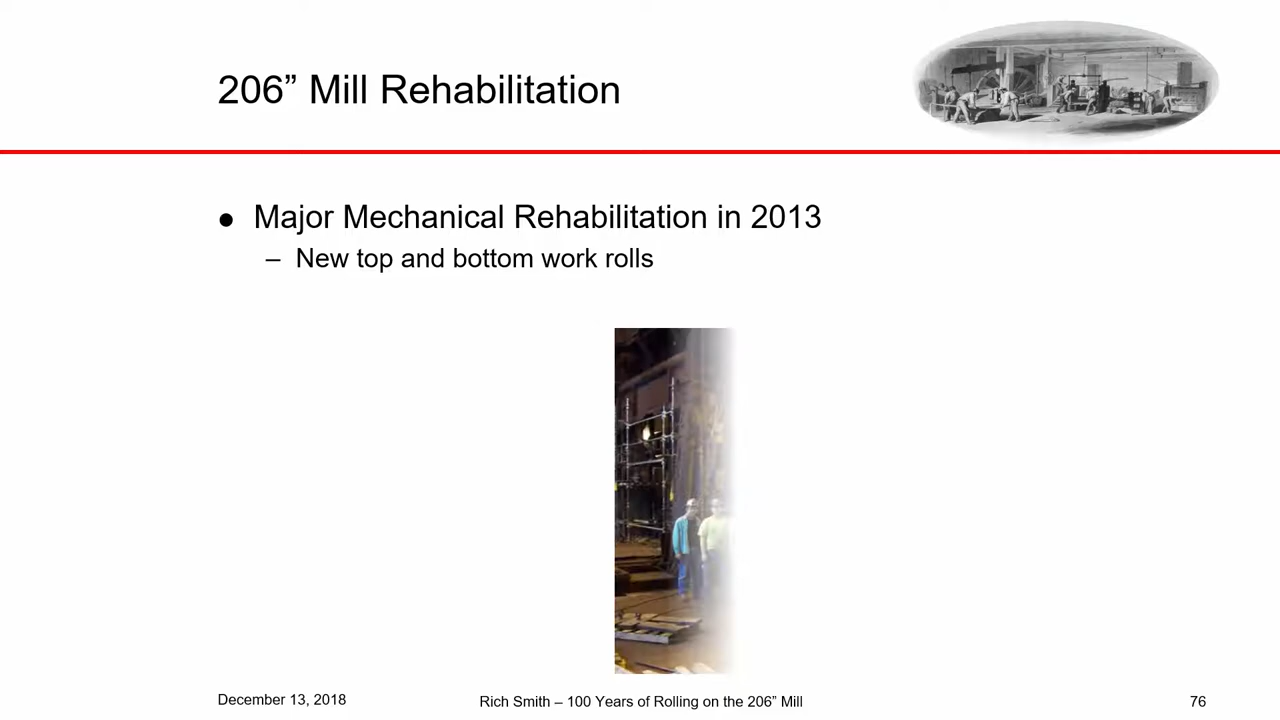 206” Mill Rehabilitation
● Major Mechanical Rehabilitation in 2013
– New top and bottom work rolls
December 13, 2018
Rich Smith – 100 Years of Rolling on the 206” Mill
76